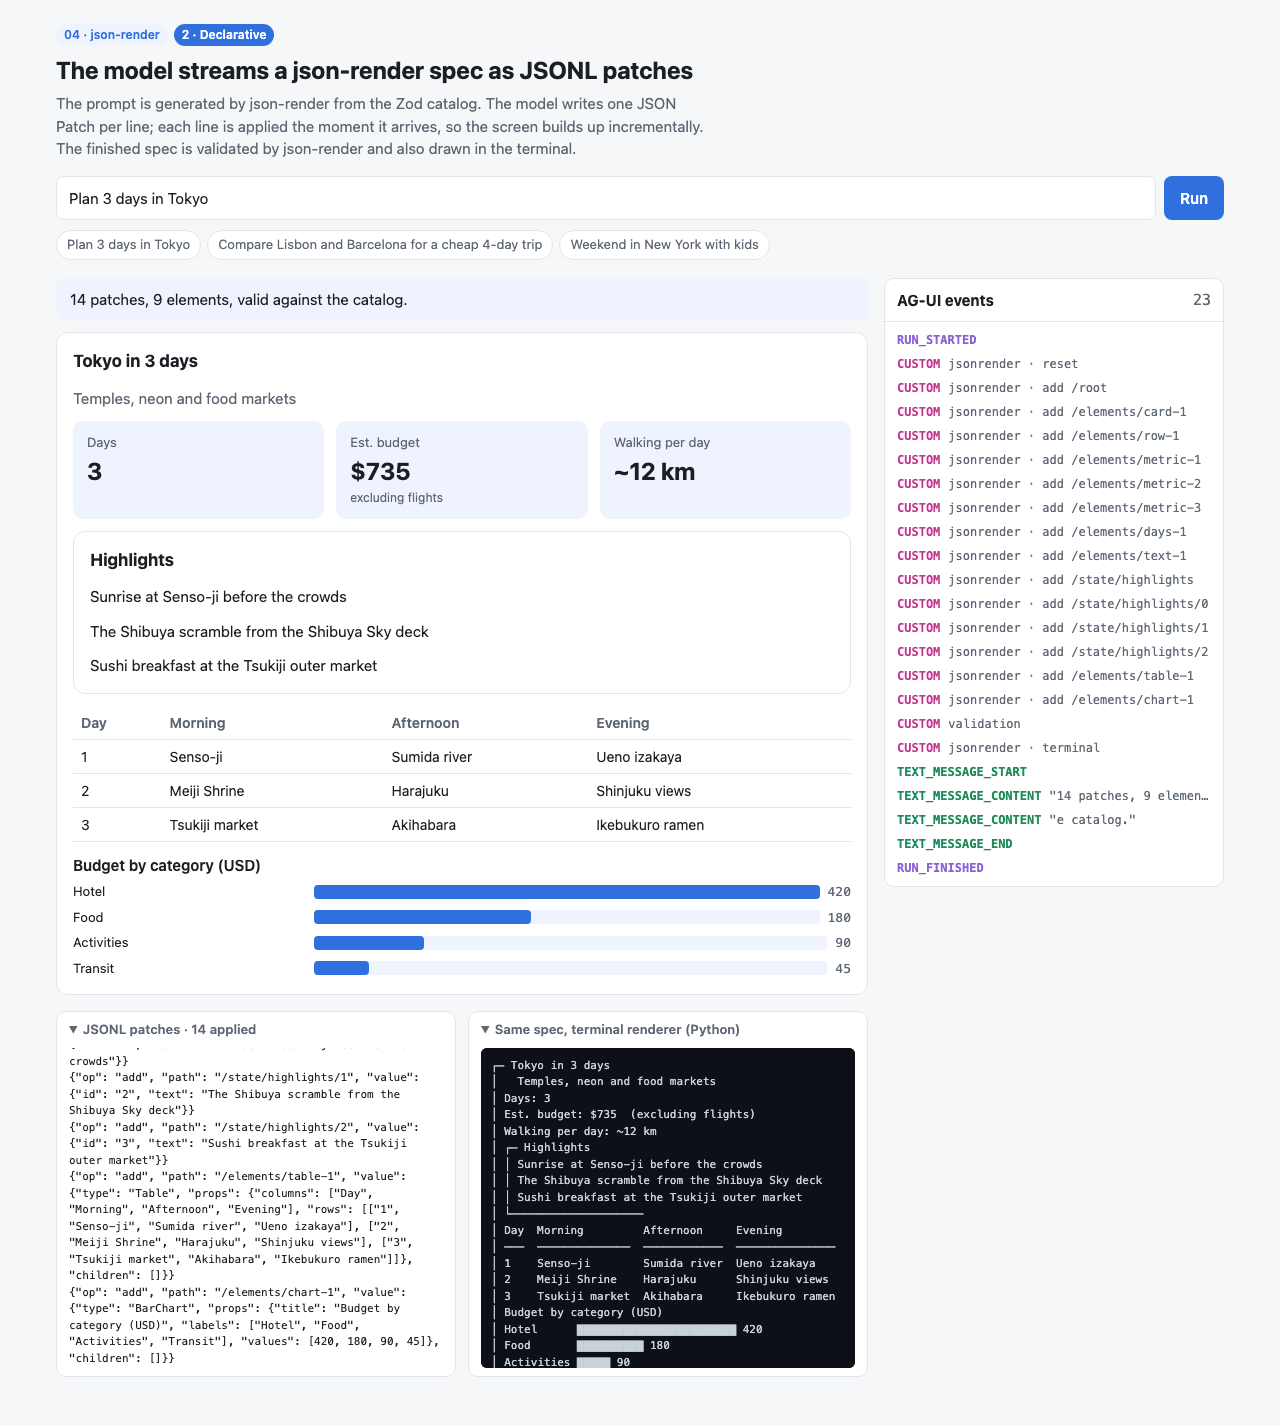 04 · json-render 2 · Declarative
The model streams a json-render spec as JSONL patches
The prompt is generated by json-render from the Zod catalog. The model writes one JSON
Patch per line; each line is applied the moment it arrives, so the screen builds up incrementally.
The finished spec is validated by json-render and also drawn in the terminal.
Plan 3 days in Tokyo
Run
Plan 3 days in Tokyo
Compare Lisbon and Barcelona for a cheap 4-day trip
Weekend in New York with kids
14 patches, 9 elements, valid against the catalog.
Tokyo in 3 days
Temples, neon and food markets
Days
3
Est. budget
$735
excluding flights
Walking per day
~12 km
Highlights
Sunrise at Senso-ji before the crowds
The Shibuya scramble from the Shibuya Sky deck
Sushi breakfast at the Tsukiji outer market
Day Morning Afternoon Evening
1 Senso-ji Sumida river Ueno izakaya
2 Meiji Shrine Harajuku Shinjuku views
3 Tsukiji market Akihabara Ikebukuro ramen
Budget by category (USD)
Hotel 420
Food 180
Activities 90
Transit 45
▼ JSONL patches · 14 applied
crowds"}}
{"op": "add", "path": "/state/highlights/1", "value":
{"id": "2", "text": "The Shibuya scramble from the
Shibuya Sky deck"}}
{"op": "add", "path": "/state/highlights/2", "value":
{"id": "3", "text": "Sushi breakfast at the Tsukiji
outer market"}}
{"op": "add", "path": "/elements/table-1", "value":
{"type": "Table", "props": {"columns": ["Day",
"Morning", "Afternoon", "Evening"], "rows": [["1",
"Senso-ji", "Sumida river", "Ueno izakaya"], ["2",
"Meiji Shrine", "Harajuku", "Shinjuku views"], ["3",
"Tsukiji market", "Akihabara", "Ikebukuro ramen"]]},
"children": []}}
{"op": "add", "path": "/elements/chart-1", "value":
{"type": "BarChart", "props": {"title": "Budget by
category (USD)", "labels": ["Hotel", "Food",
"Activities", "Transit"], "values": [420, 180, 90, 45]},
"children": []}}
▼ Same spec, terminal renderer (Python)
Tokyo in 3 days
Temples, neon and food markets
Days: 3
Est. budget: $735 (excluding flights)
Walking per day: ~12 km
Highlights
Sunrise at Senso-ji before the crowds
The Shibuya scramble from the Shibuya Sky deck
Sushi breakfast at the Tsukiji outer market
Day Morning Afternoon Evening
1 Senso-ji Sumida river Ueno izakaya
2 Meiji Shrine Harajuku Shinjuku views
3 Tsukiji market Akihabara Ikebukuro ramen
Budget by category (USD)
Hotel 420
Food 180
Activities 90
AG-UI events 23
RUN_STARTED
CUSTOM jsonrender · reset
CUSTOM jsonrender · add /root
CUSTOM jsonrender · add /elements/card-1
CUSTOM jsonrender · add /elements/row-1
CUSTOM jsonrender · add /elements/metric-1
CUSTOM jsonrender · add /elements/metric-2
CUSTOM jsonrender · add /elements/metric-3
CUSTOM jsonrender · add /elements/days-1
CUSTOM jsonrender · add /elements/text-1
CUSTOM jsonrender · add /state/highlights
CUSTOM jsonrender · add /state/highlights/0
CUSTOM jsonrender · add /state/highlights/1
CUSTOM jsonrender · add /state/highlights/2
CUSTOM jsonrender · add /elements/table-1
CUSTOM jsonrender · add /elements/chart-1
CUSTOM validation
CUSTOM jsonrender · terminal
TEXT_MESSAGE_START
TEXT_MESSAGE_CONTENT "14 patches, 9 elemen…
TEXT_MESSAGE_CONTENT "e catalog."
TEXT_MESSAGE_END
RUN_FINISHED